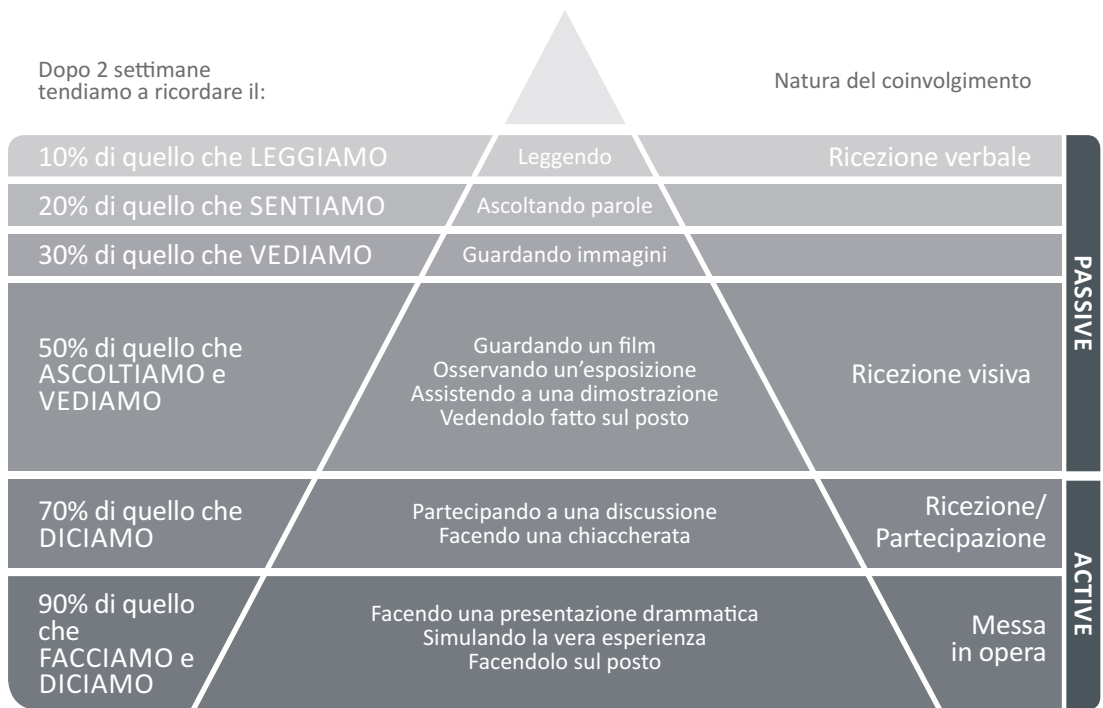 Dopo 2 settimane
tendiamo a ricordare il:
Natura del coinvolgimento
10% di quello che LEGGIAMO
Leggendo
Ricezione verbale
20% di quello che SENTIAMO
Ascoltando parole
30% di quello che VEDIAMO
Guardando immagini
50% di quello che
ASCOLTIAMO e
VEDIAMO
Guardando un film
Osservando un’esposizione
Assistendo a una dimostrazione
Vedendolo fatto sul posto
Ricezione visiva
PASSIVE
70% di quello che
DICIAMO
Partecipando a una discussione
Facendo una chiaccherata
Ricezione/
Partecipazione
90% di quello
che
FACCIAMO e
DICIAMO
Facendo una presentazione drammatica
Simulando la vera esperienza
Facendolo sul posto
Messa
in opera
ACTIVE